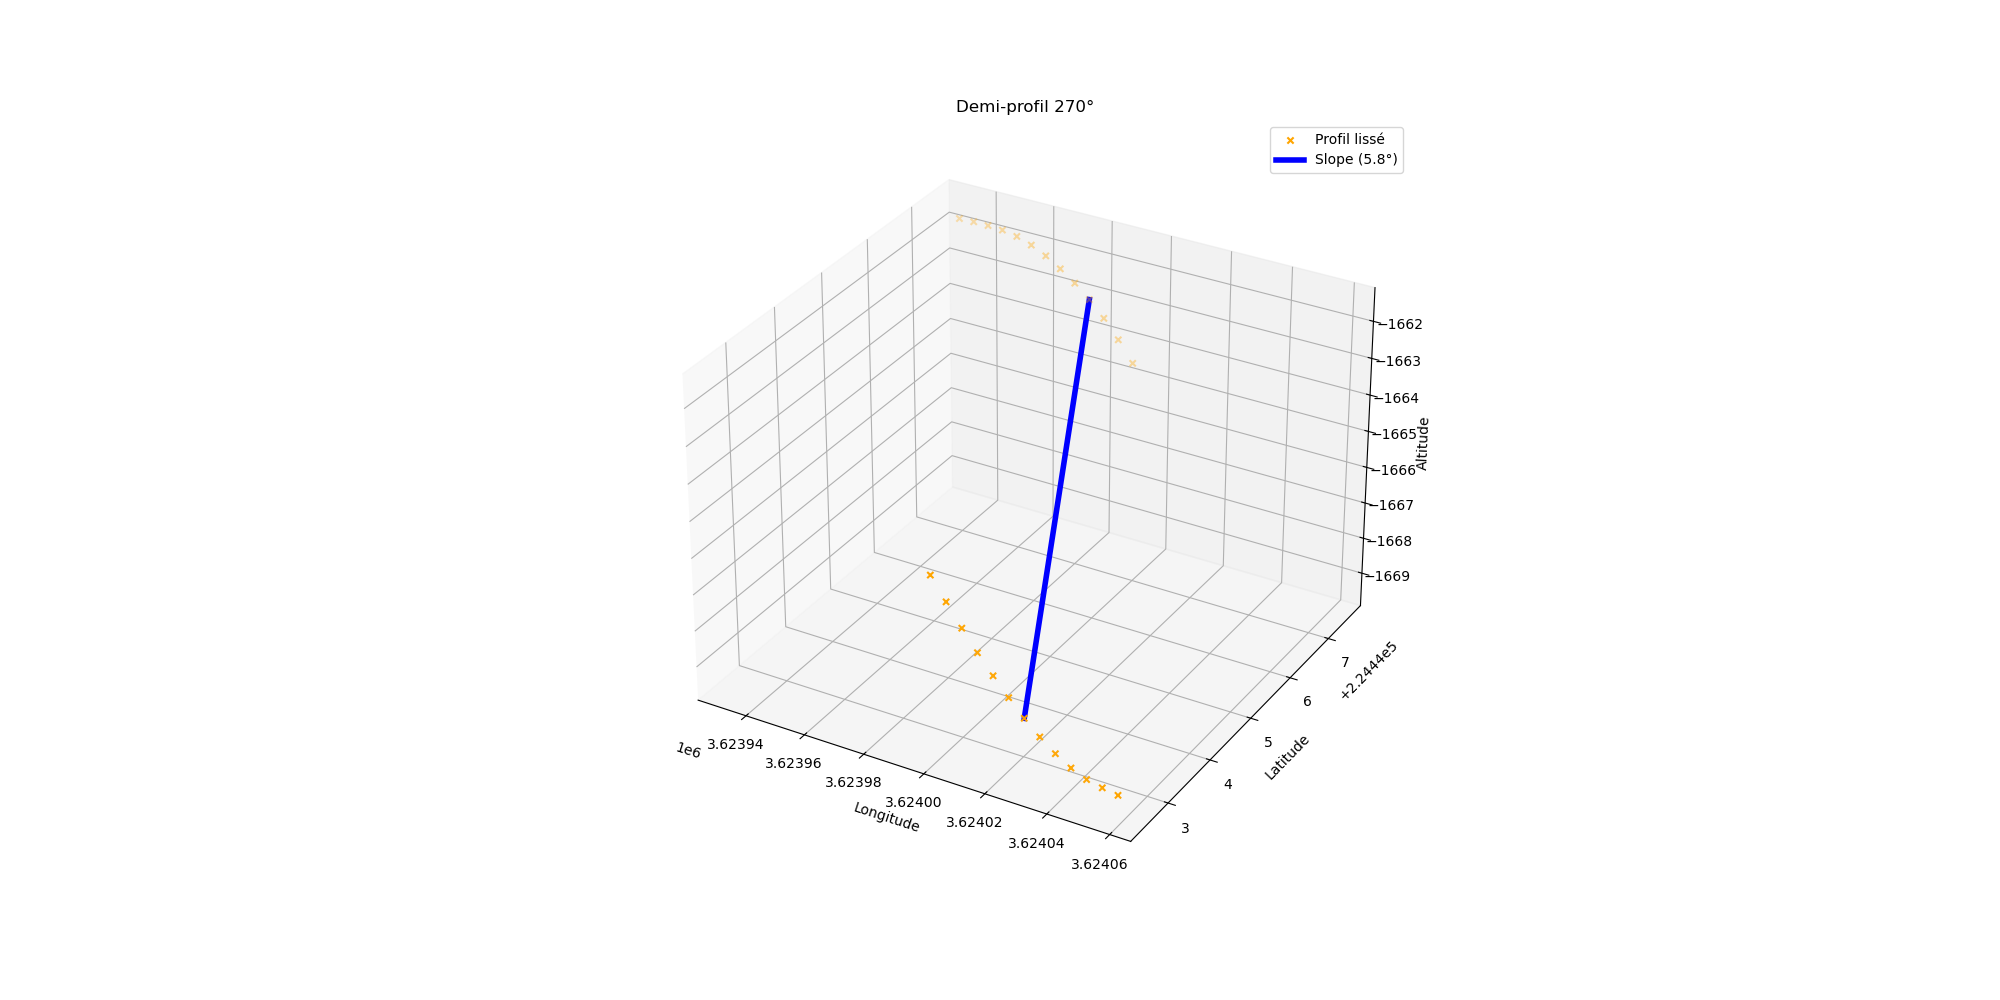 Demi-profil 270°
Profil lissé
Slope (5.8°)
−1662
−1663
−1664
−1665
−1666
−1667
−1668
−1669
Altitude
7
6
5
4
3
+2.2444e5
Latitude
1e6
3.62394
3.62396
3.62398
3.62400
3.62402
3.62404
3.62406
Longitude